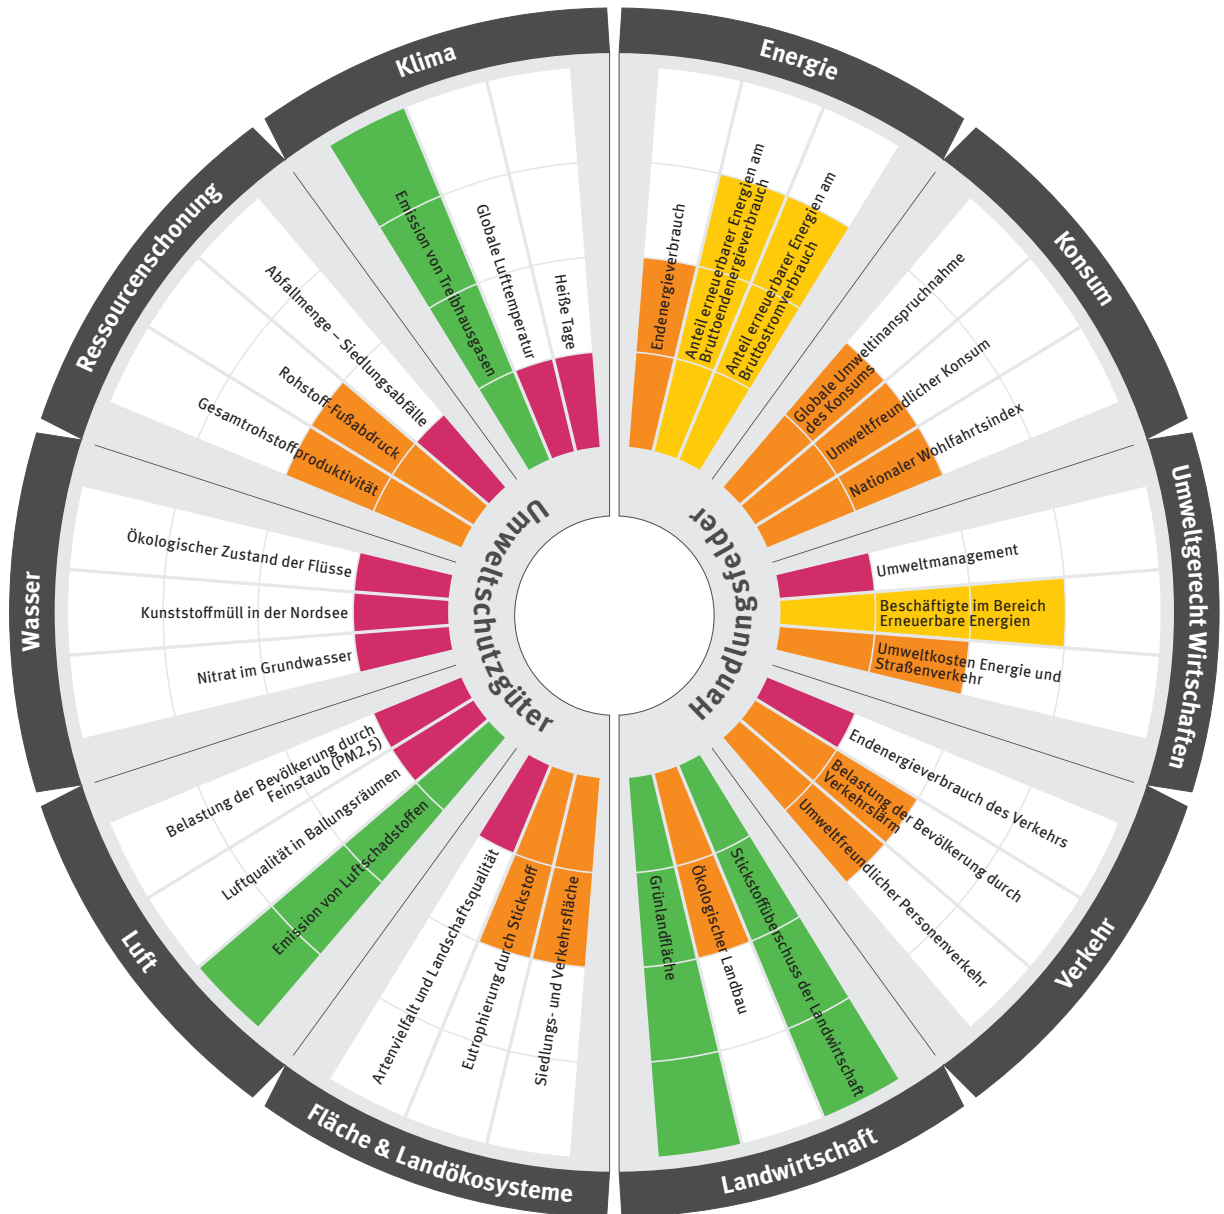 Klima
Emission von Treibhausgasen
Globale Lufttemperatur
Heiße Tage
Energie
Endenergieverbrauch
Anteil erneuerbarer Energien am
Bruttoendenergieverbrauch
Anteil erneuerbarer Energien am
Bruttostromverbrauch
Konsum
Globale Umweltinanspruchnahme
des Konsums
Umweltfreundlicher Konsum
Nationaler Wohlfahrtsindex
Umweltgerecht Wirtschaften
Umweltmanagement
Beschäftigte im Bereich
Erneuerbare Energien
Umweltkosten Energie und
Straßenverkehr
Verkehr
Endenergieverbrauch des Verkehrs
Belastung der Bevölkerung durch
Verkehrslärm
Umweltfreundlicher Personenverkehr
Landwirtschaft
Stickstoffüberschuss der Landwirtschaft
Ökologischer Landbau
Grünlandfläche
Fläche & Landökosysteme
Siedlungs- und Verkehrsfläche
Eutrophierung durch Stickstoff
Artenvielfalt und Landschaftsqualität
Luft
Emission von Luftschadstoffen
Luftqualität in Ballungsräumen
Belastung der Bevölkerung durch
Feinstaub (PM2,5)
Wasser
Nitrat im Grundwasser
Kunststoffmüll in der Nordsee
Ökologischer Zustand der Flüsse
Ressourcenschonung
Gesamtrohstoffproduktivität
Rohstoff-Fußabdruck
Abfallmenge – Siedlungsabfälle
Umweltschutzgüter
Handlungsfelder